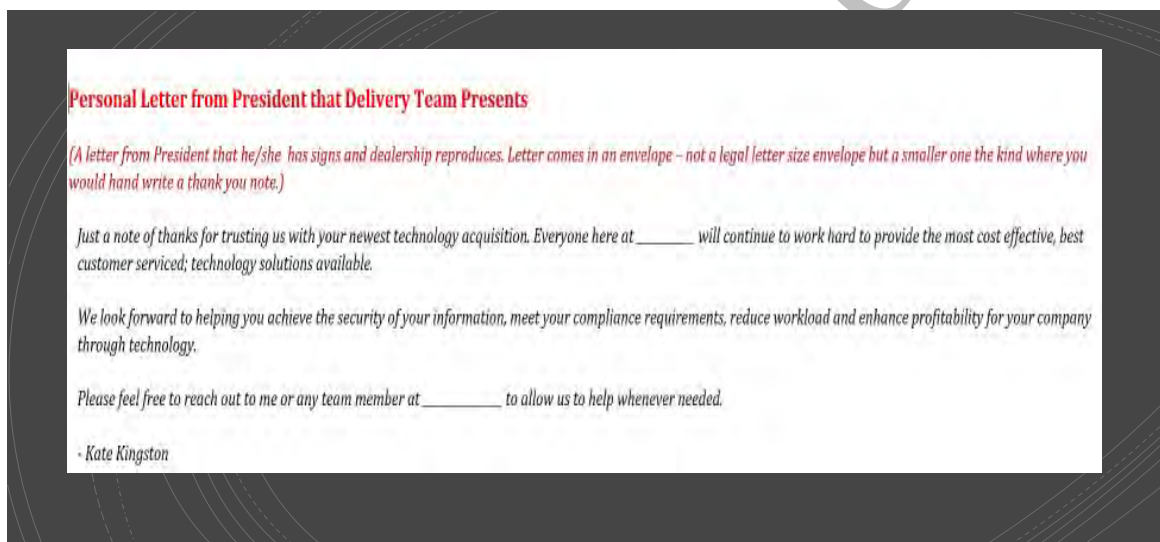 Personal Letter from President that Delivery Team Presents
(A letter from President that he/she has signs and dealership reproduces. Letter comes in an envelope – not a legal letter size envelope but a smaller one the kind where you
would hand write a thank you note.)
Just a note of thanks for trusting us with your newest technology acquisition. Everyone here at _______ will continue to work hard to provide the most cost effective, best
customer serviced; technology solutions available.
We look forward to helping you achieve the security of your information, meet your compliance requirements, reduce workload and enhance profitability for your company
through technology.
Please feel free to reach out to me or any team member at __________ to allow us to help whenever needed.
- Kate Kingston